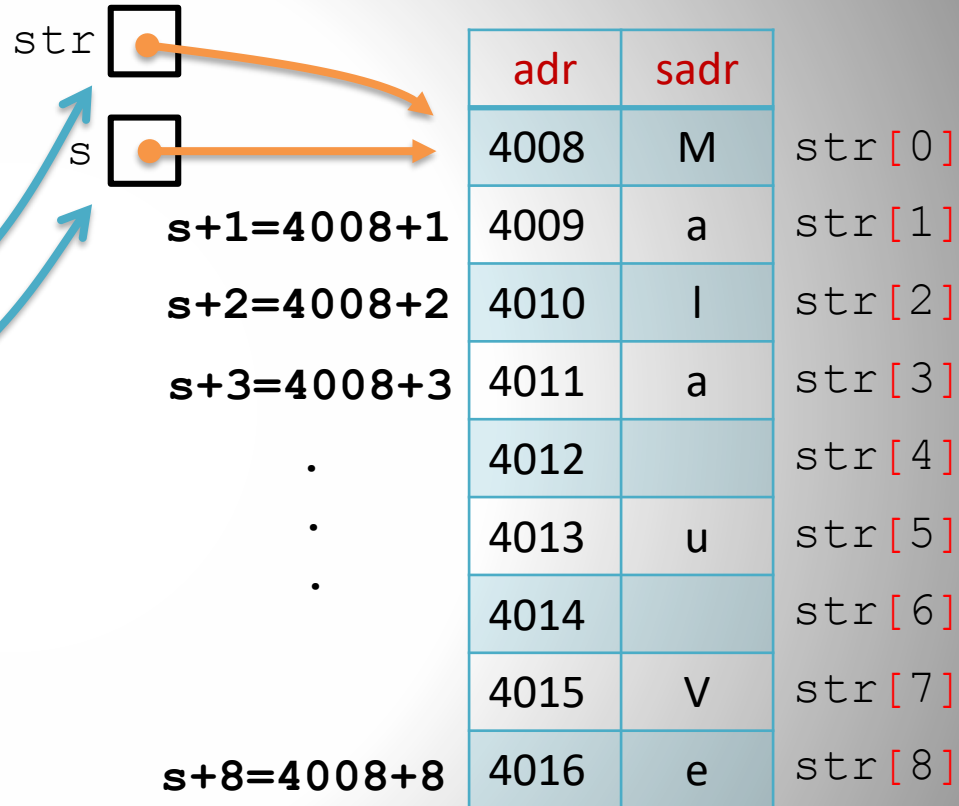 str
adr sadr
s 4008 M str[0]
s+1=4008+1 4009 a str[1]
s+2=4008+2 4010 l str[2]
s+3=4008+3 4011 a str[3]
. 4012 str[4]
. 4013 u str[5]
. 4014 str[6]
4015 V str[7]
s+8=4008+8 4016 e str[8]